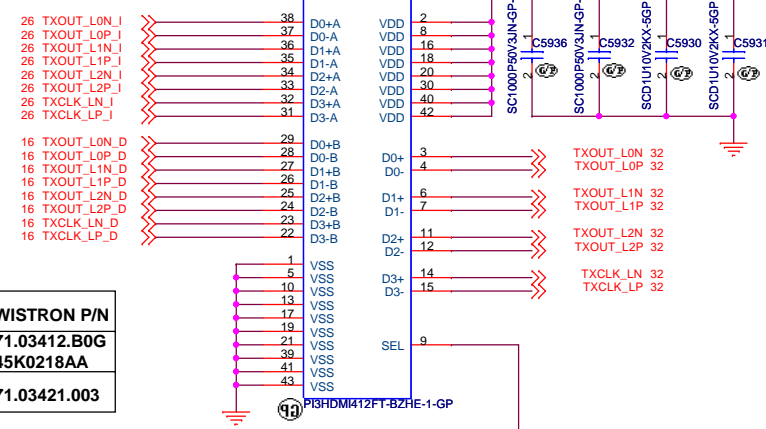 26 TXOUT_L0N_I 38 D0+A
26 TXOUT_L0P_I 37 D0-A
26 TXOUT_L1N_I 36 D1+A
26 TXOUT_L1P_I 35 D1-A
26 TXOUT_L2N_I 34 D2+A
26 TXOUT_L2P_I 33 D2-A
26 TXCLK_LN_I 32 D3+A
26 TXCLK_LP_I 31 D3-A
16 TXOUT_L0N_D 29 D0+B
16 TXOUT_L0P_D 28 D0-B
16 TXOUT_L1N_D 27 D1+B
16 TXOUT_L1P_D 26 D1-B
16 TXOUT_L2N_D 25 D2+B
16 TXOUT_L2P_D 24 D2-B
16 TXCLK_LN_D 23 D3+B
16 TXCLK_LP_D 22 D3-B
1 VSS
5 VSS
10 VSS
13 VSS
17 VSS
19 VSS
21 VSS
39 VSS
41 VSS
43 VSS
VDD 2
VDD 8
VDD 16
VDD 18
VDD 20
VDD 30
VDD 40
VDD 42
D0+ 3 TXOUT_L0N 32
D0- 4 TXOUT_L0P 32
D1+ 6 TXOUT_L1N 32
D1- 7 TXOUT_L1P 32
D2+ 11 TXOUT_L2N 32
D2- 12 TXOUT_L2P 32
D3+ 14 TXCLK_LN 32
D3- 15 TXCLK_LP 32
SEL 9
PI3HDMI412FT-BZHE-1-GP
SC1000P50V3JN-GP-
1 2
C5936
SC1000P50V3JN-GP-
1 2
C5932
SCD1U10V2KX-5GP
1 2
C5930
SCD1U10V2KX-5GP
1 2
C5931
WISTRON P/N
71.03412.B0G
45K0218AA
71.03421.003